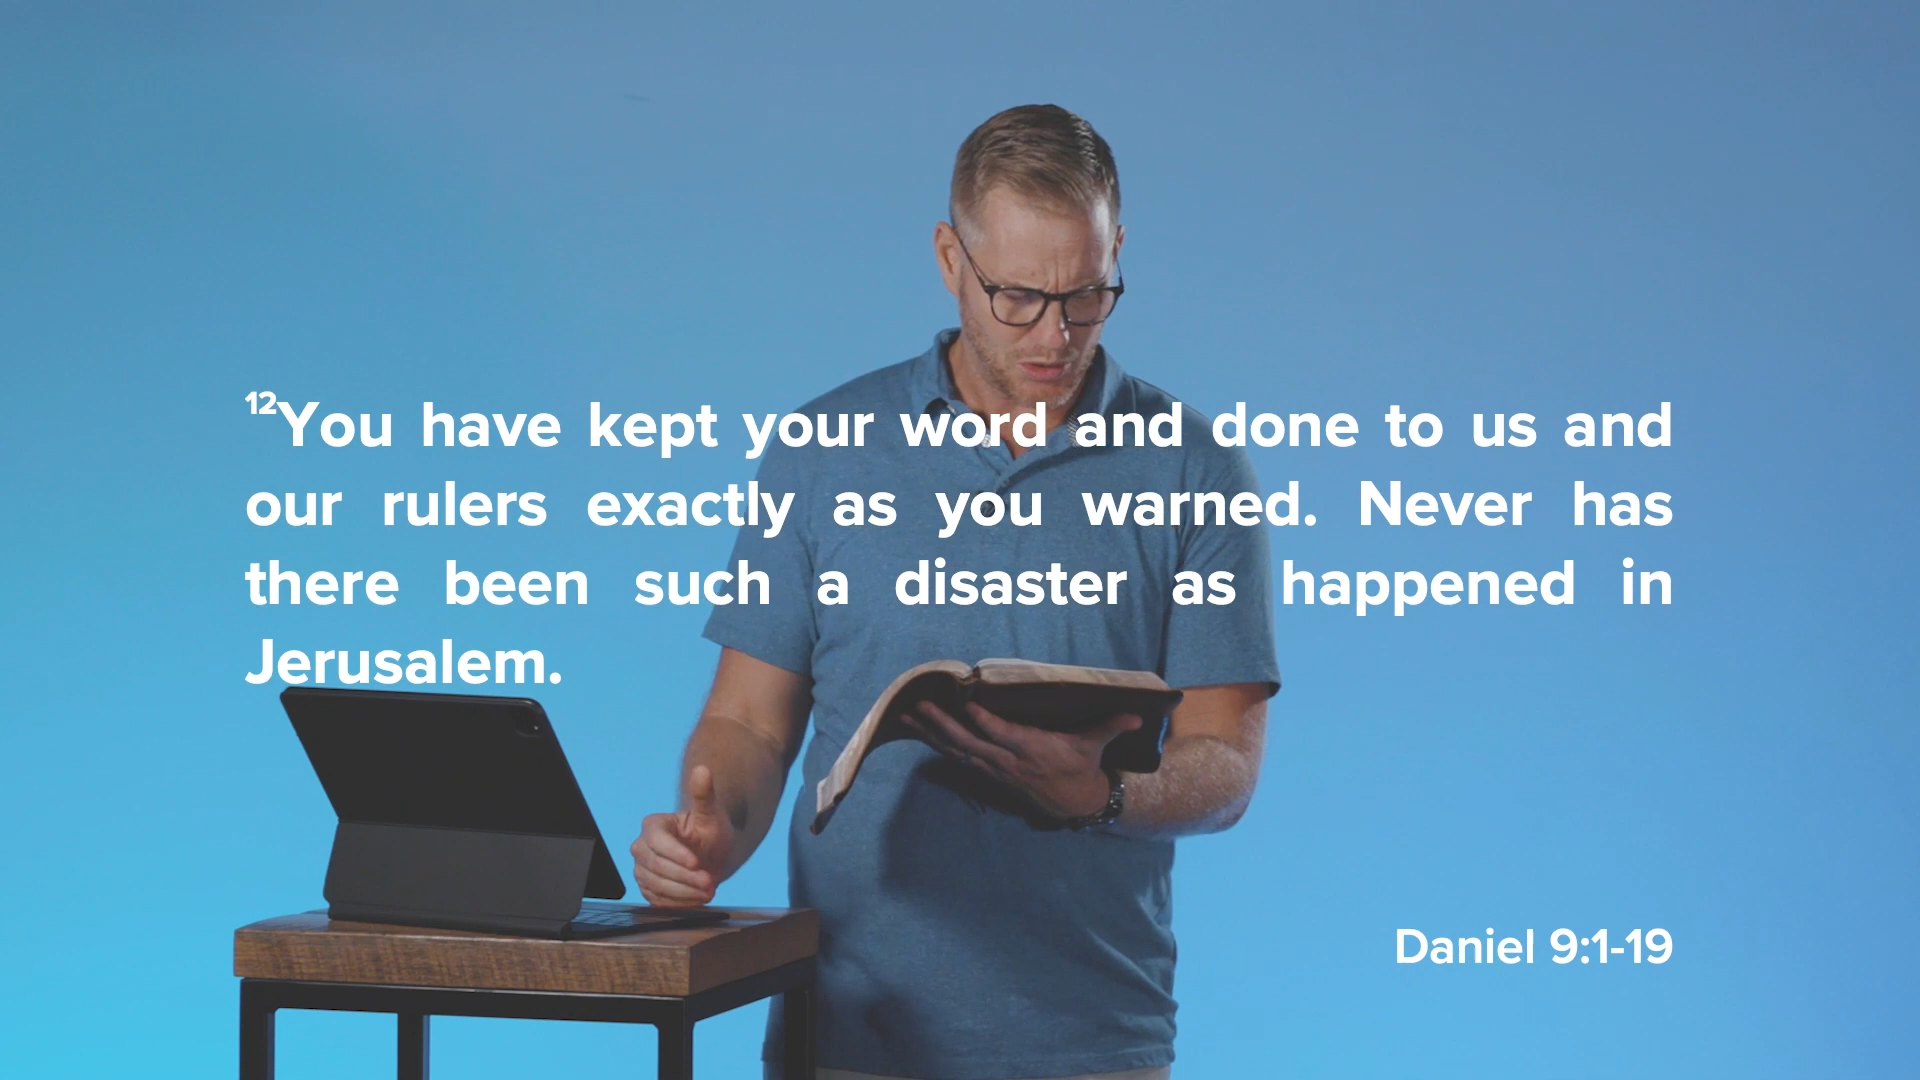 ¹²You have kept your word and done to us and
our rulers exactly as you warned. Never has
there been such a disaster as happened in
Jerusalem.
Daniel 9:1-19